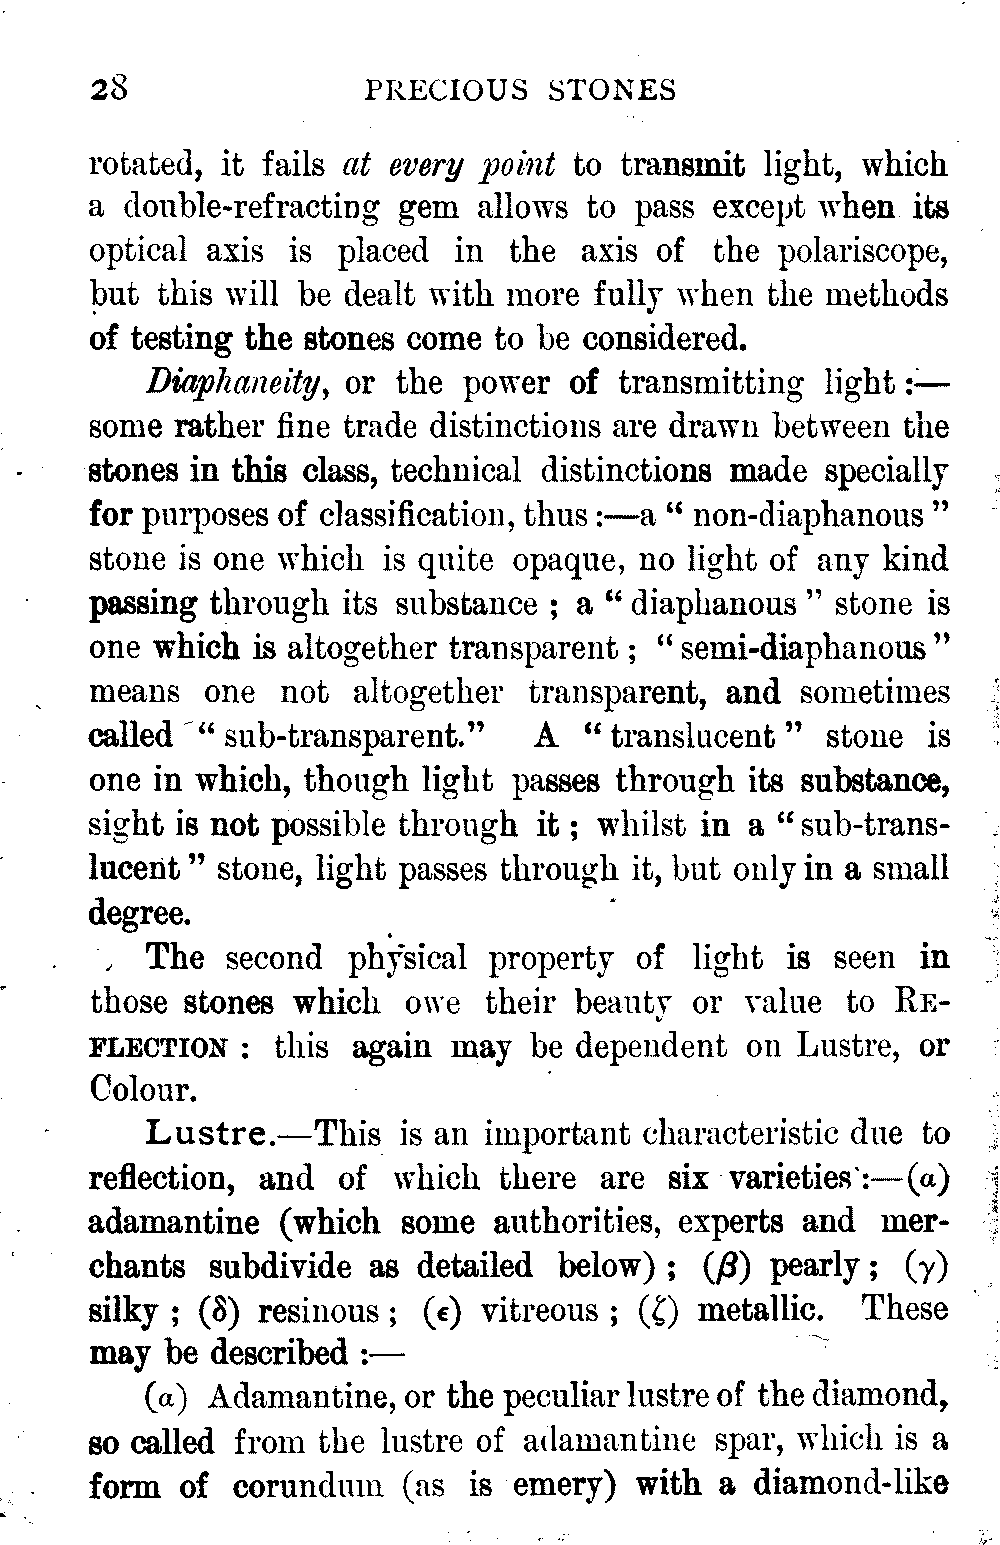 28 PRECIOUS STONES
rotated, it fails at every point to transmit light, which
a double-refracting gem allows to pass except when its
optical axis is placed in the axis of the polariscope,
but this will be dealt with more fully when the methods
of testing the stones come to be considered.
Diaphaneity, or the power of transmitting light :—
some rather fine trade distinctions are drawn between the
stones in this class, technical distinctions made specially
for purposes of classification, thus :—a “ non-diaphanous ”
stone is one which is quite opaque, no light of any kind
passing through its substance ; a “ diaphanous ” stone is
one which is altogether transparent ; “ semi-diaphanous ”
means one not altogether transparent, and sometimes
called “ sub-transparent.” A “ translucent ” stone is
one in which, though light passes through its substance,
sight is not possible through it ; whilst in a “ sub-trans-
lucent ” stone, light passes through it, but only in a small
degree.
The second physical property of light is seen in
those stones which owe their beauty or value to RE-
FLECTION : this again may be dependent on Lustre, or
Colour.
Lustre.—This is an important characteristic due to
reflection, and of which there are six varieties :—(α)
adamantine (which some authorities, experts and mer-
chants subdivide as detailed below) ; (β) pearly ; (γ)
silky ; (δ) resinous ; (ε) vitreous ; (ζ) metallic. These
may be described :—
(α) Adamantine, or the peculiar lustre of the diamond,
so called from the lustre of adamantine spar, which is a
form of corundum (as is emery) with a diamond-like